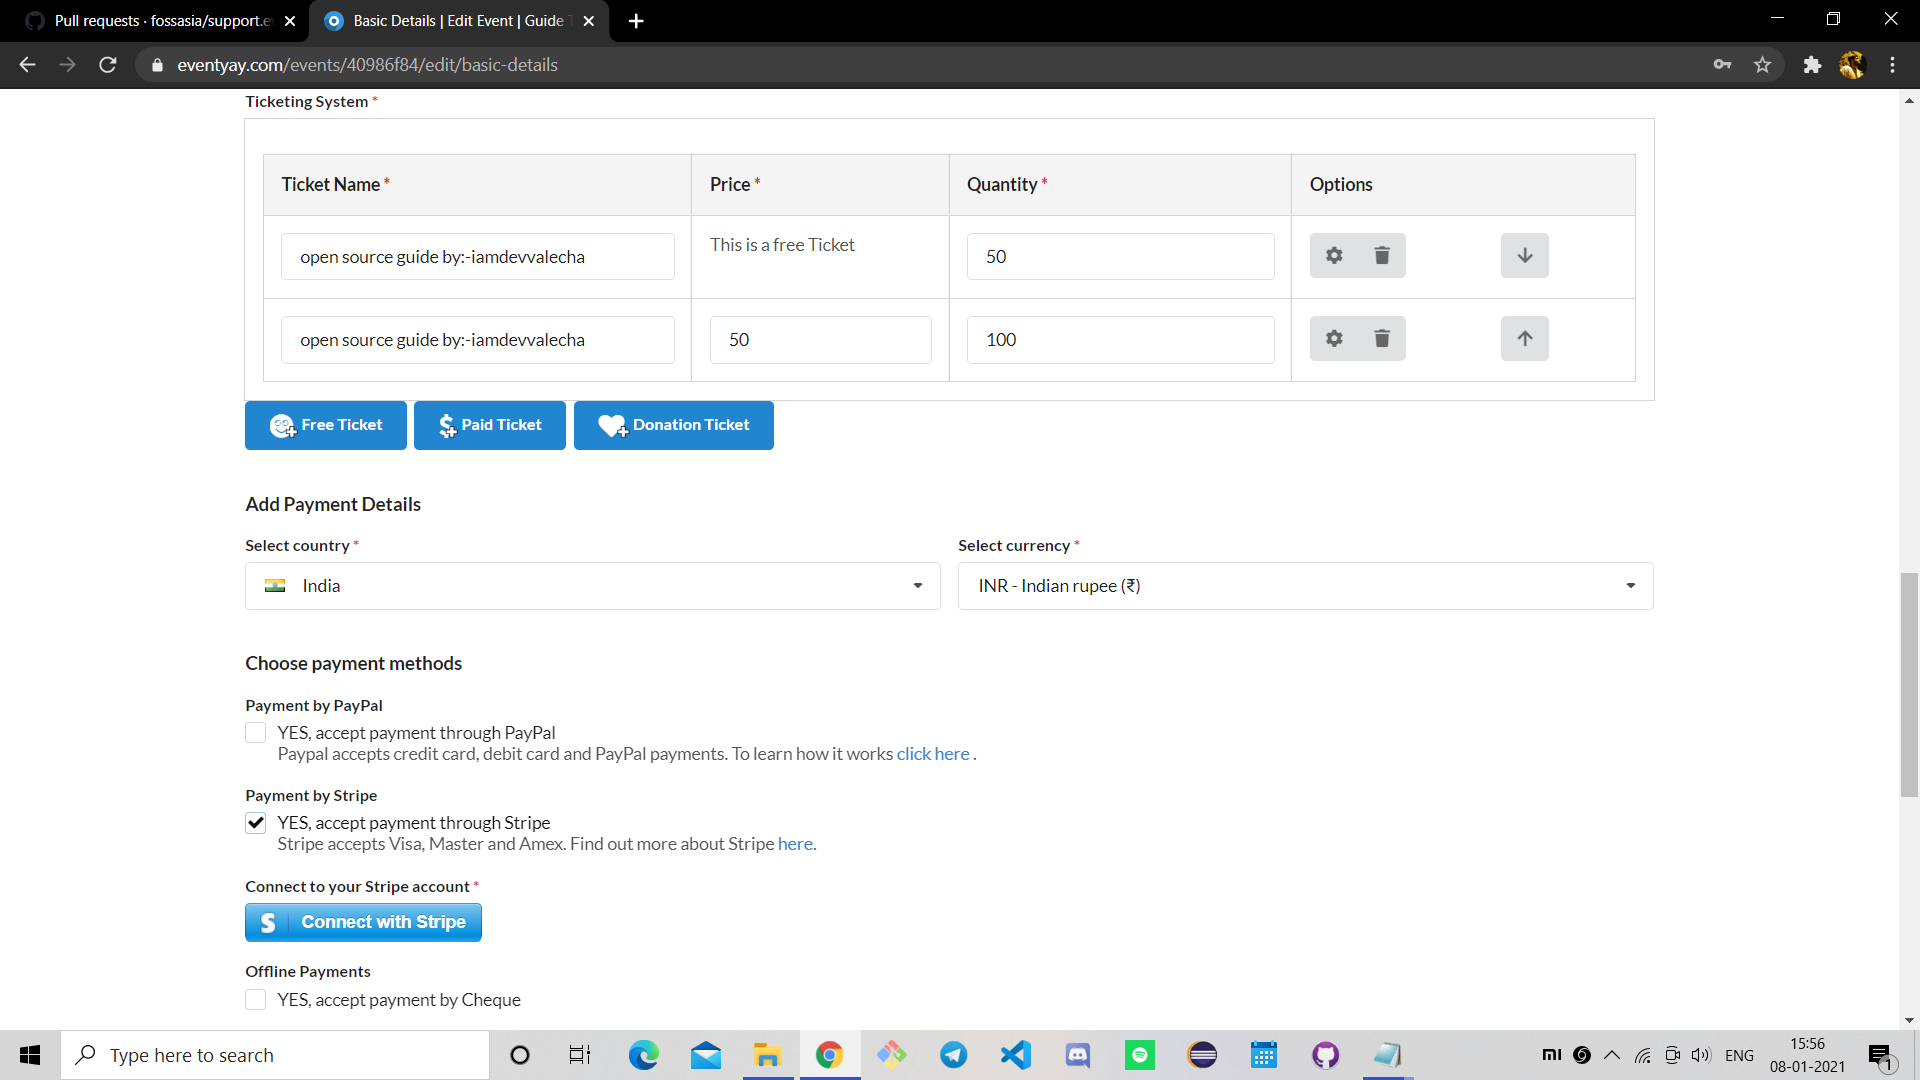 Pull requests · fossasia/support.e
Basic Details | Edit Event | Guide
eventyay.com/events/40986f84/edit/basic-details
Ticketing System *
Ticket Name * Price * Quantity * Options
open source guide by:-iamdevvalecha This is a free Ticket 50
open source guide by:-iamdevvalecha 50 100
Free Ticket Paid Ticket Donation Ticket
Add Payment Details
Select country * Select currency *
India INR - Indian rupee (₹)
Choose payment methods
Payment by PayPal
YES, accept payment through PayPal
Paypal accepts credit card, debit card and PayPal payments. To learn how it works click here .
Payment by Stripe
YES, accept payment through Stripe
Stripe accepts Visa, Master and Amex. Find out more about Stripe here.
Connect to your Stripe account *
S Connect with Stripe
Offline Payments
YES, accept payment by Cheque
Type here to search
ENG
15:56
08-01-2021
1